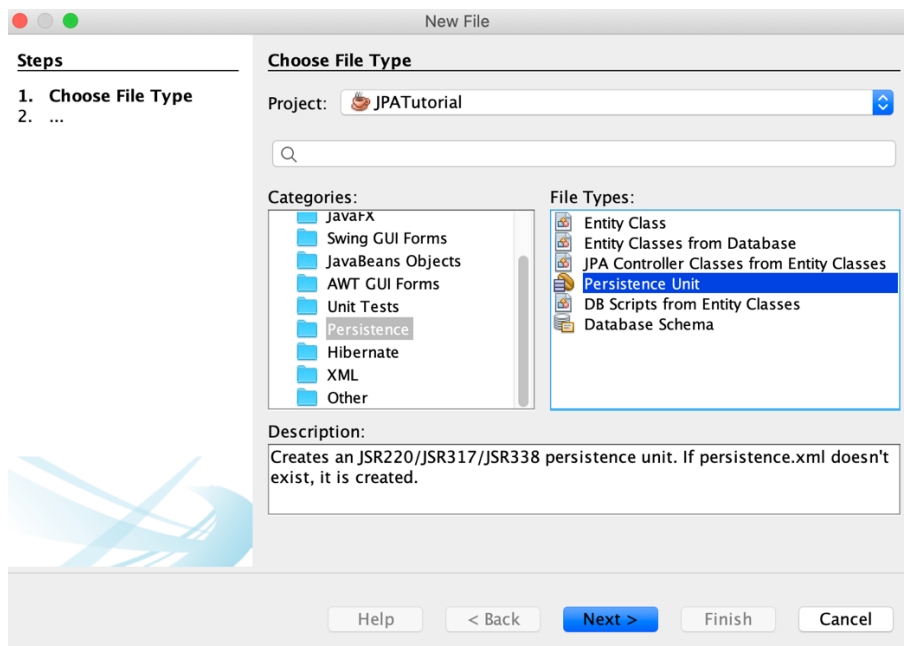 New File
Steps
1. Choose File Type
2. ...
Choose File Type
Project: JPATutorial
Categories:
JavaFX
Swing GUI Forms
JavaBeans Objects
AWT GUI Forms
Unit Tests
Persistence
Hibernate
XML
Other
File Types:
Entity Class
Entity Classes from Database
JPA Controller Classes from Entity Classes
Persistence Unit
DB Scripts from Entity Classes
Database Schema
Description:
Creates an JSR220/JSR317/JSR338 persistence unit. If persistence.xml doesn't
exist, it is created.
Help < Back Next > Finish Cancel